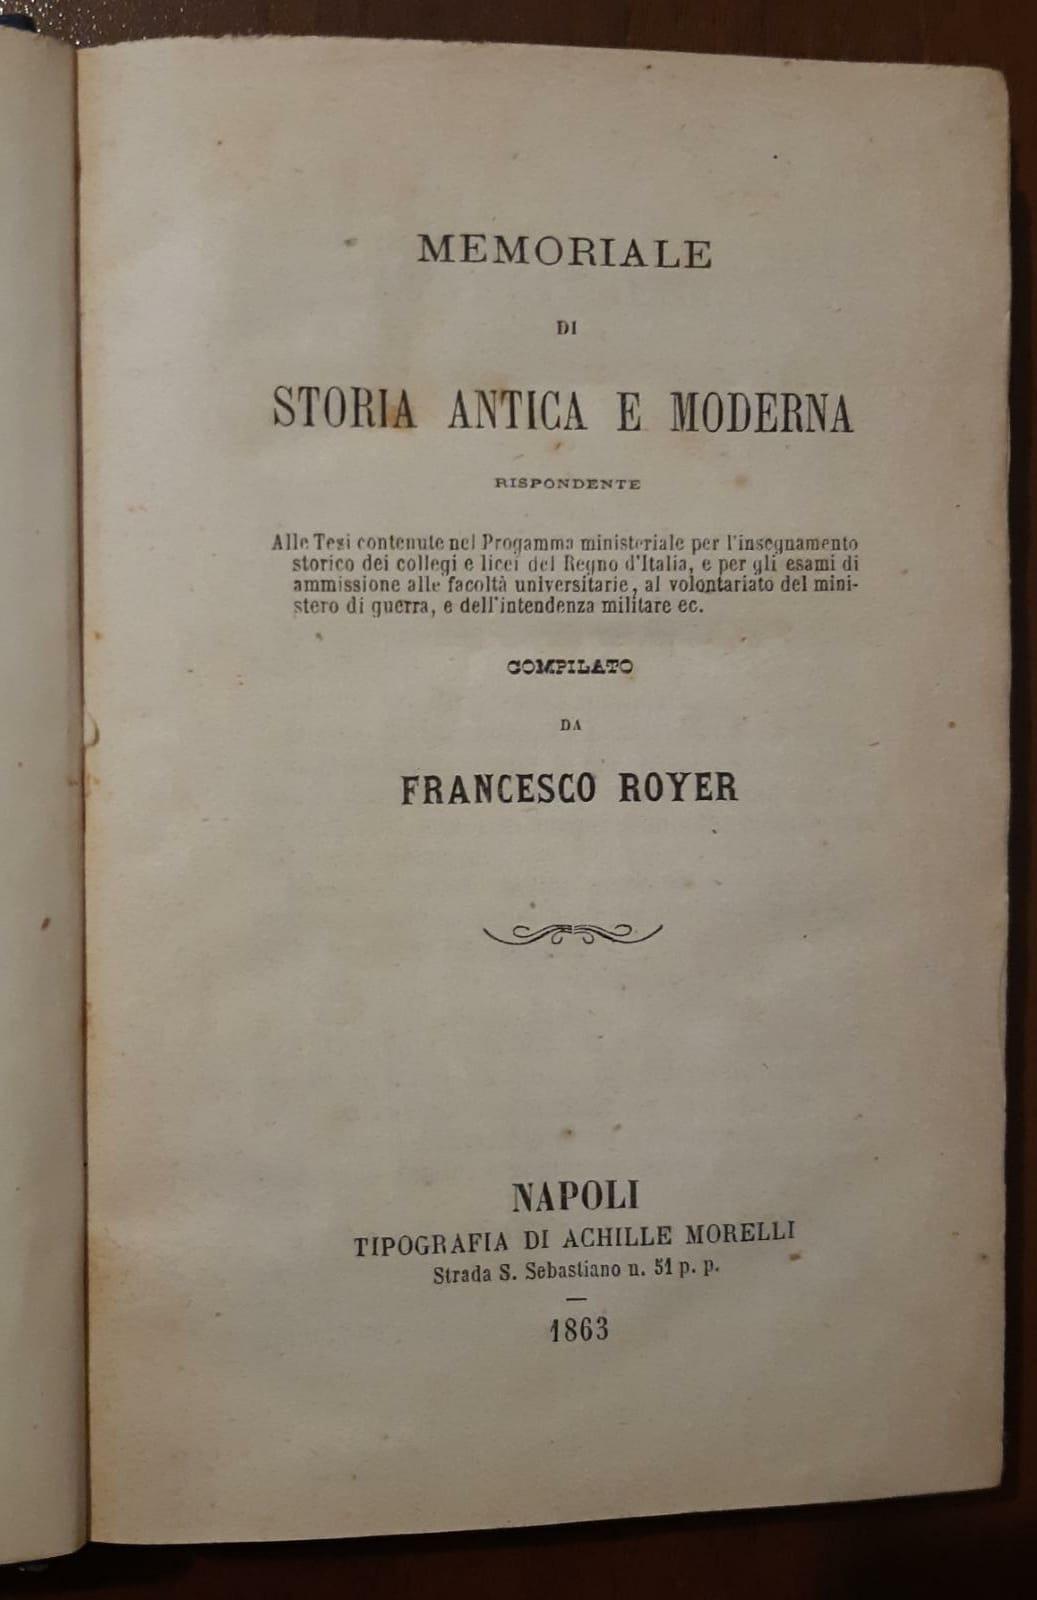 MEMORIALE
DI
STORIA ANTICA E MODERNA
RISPONDENTE
Alle Tesi contenute nel Progamma ministeriale per l'insegnamento
storico dei collegi e licei del Regno d'Italia, e per gli esami di
ammissione alle facoltà universitarie, al volontariato del mini-
stero di guerra, e dell'intendenza militare ec.
COMPILATO
DA
FRANCESCO ROYER
NAPOLI
TIPOGRAFIA DI ACHILLE MORELLI
Strada S. Sebastiano n. 51 p. p.
1863